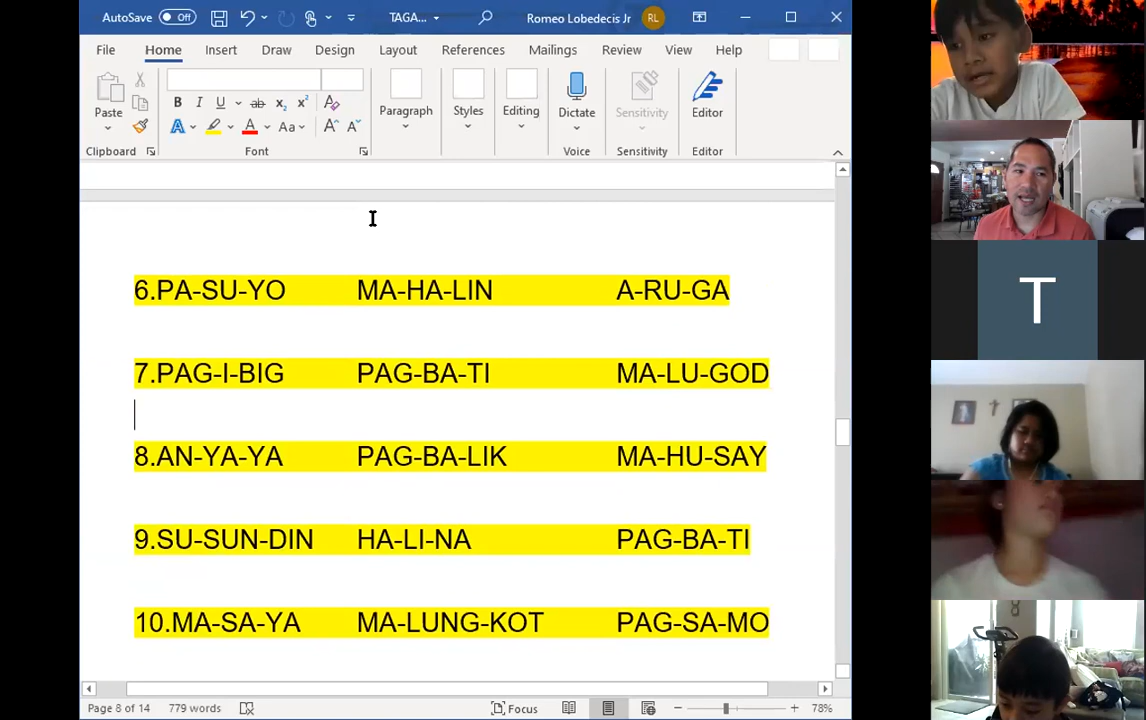 AutoSave Off TAGA... Romeo Lobedecis Jr RL
File Home Insert Draw Design Layout References Mailings Review View Help
Paste B I U ab x₂ x² A A Aa A A Paragraph Styles Editing Dictate Sensitivity Editor
Clipboard Font Voice Sensitivity Editor
6.PA-SU-YO MA-HA-LIN A-RU-GA
7.PAG-I-BIG PAG-BA-TI MA-LU-GOD
8.AN-YA-YA PAG-BA-LIK MA-HU-SAY
9.SU-SUN-DIN HA-LI-NA PAG-BA-TI
10.MA-SA-YA MA-LUNG-KOT PAG-SA-MO
Page 8 of 14 779 words Focus 78%
T